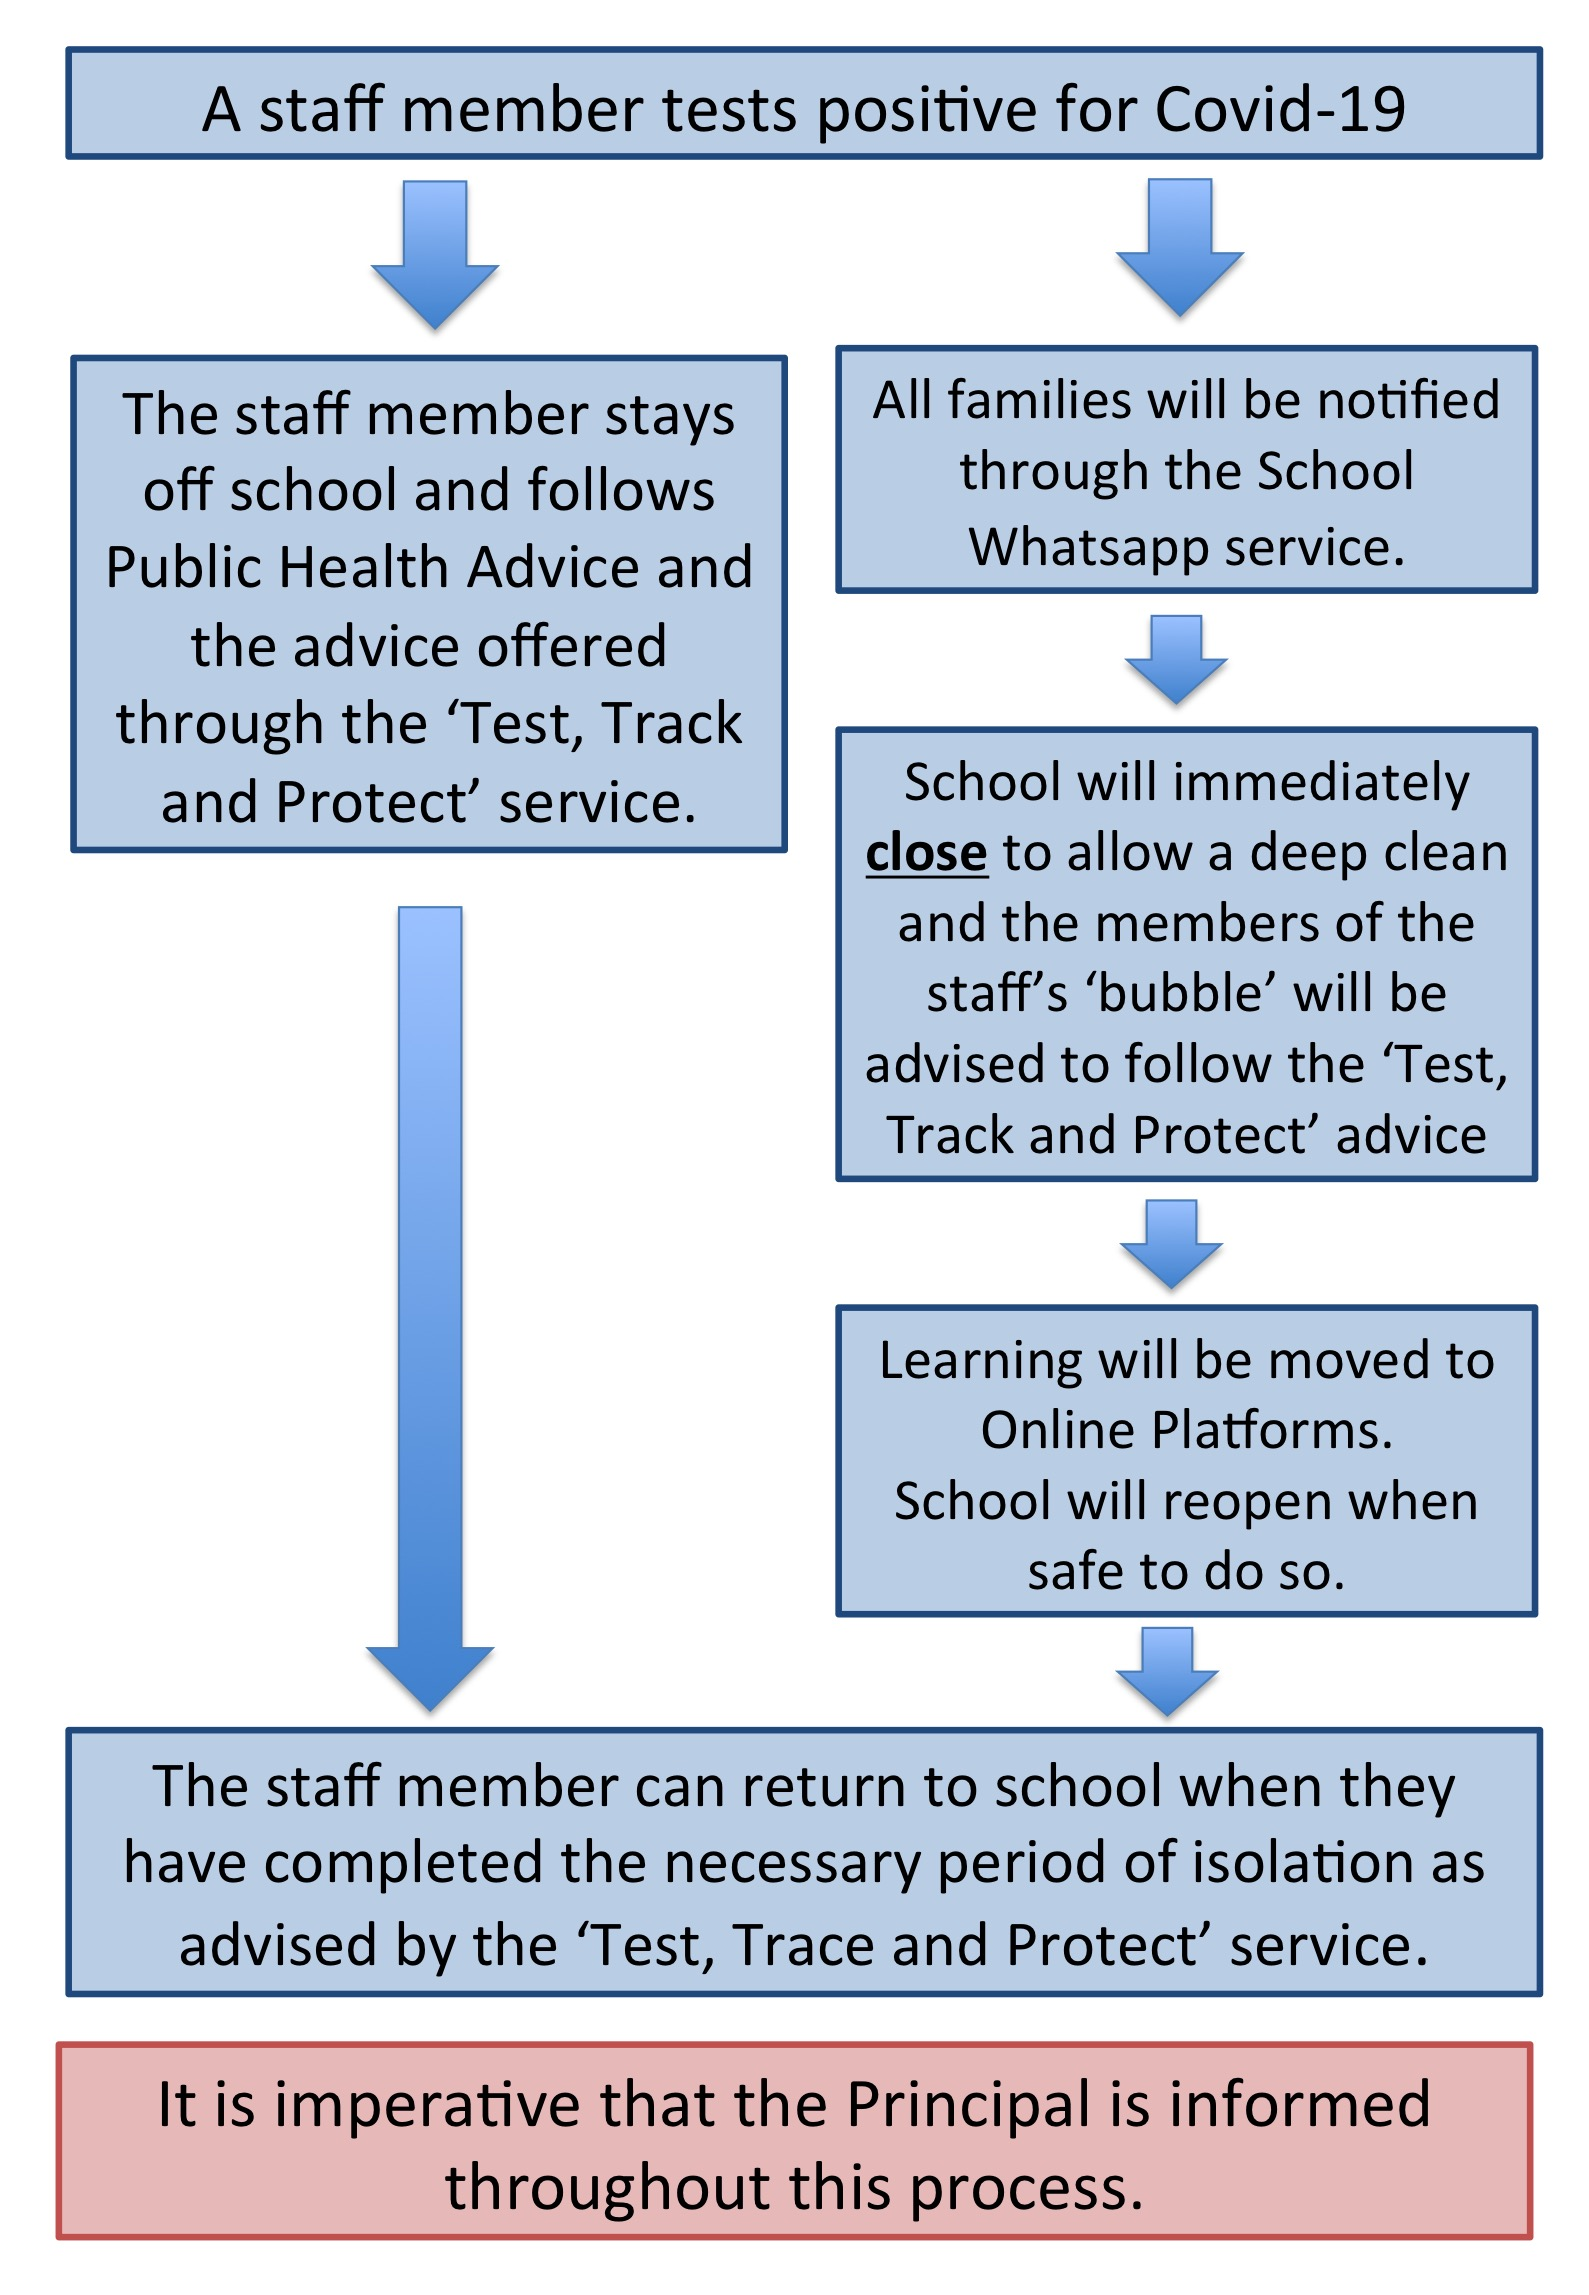 A staff member tests positive for Covid-19
The staff member stays
off school and follows
Public Health Advice and
the advice offered
through the ‘Test, Track
and Protect’ service.
All families will be notified
through the School
Whatsapp service.
School will immediately
close to allow a deep clean
and the members of the
staff’s ‘bubble’ will be
advised to follow the ‘Test,
Track and Protect’ advice
Learning will be moved to
Online Platforms.
School will reopen when
safe to do so.
The staff member can return to school when they
have completed the necessary period of isolation as
advised by the ‘Test, Trace and Protect’ service.
It is imperative that the Principal is informed
throughout this process.